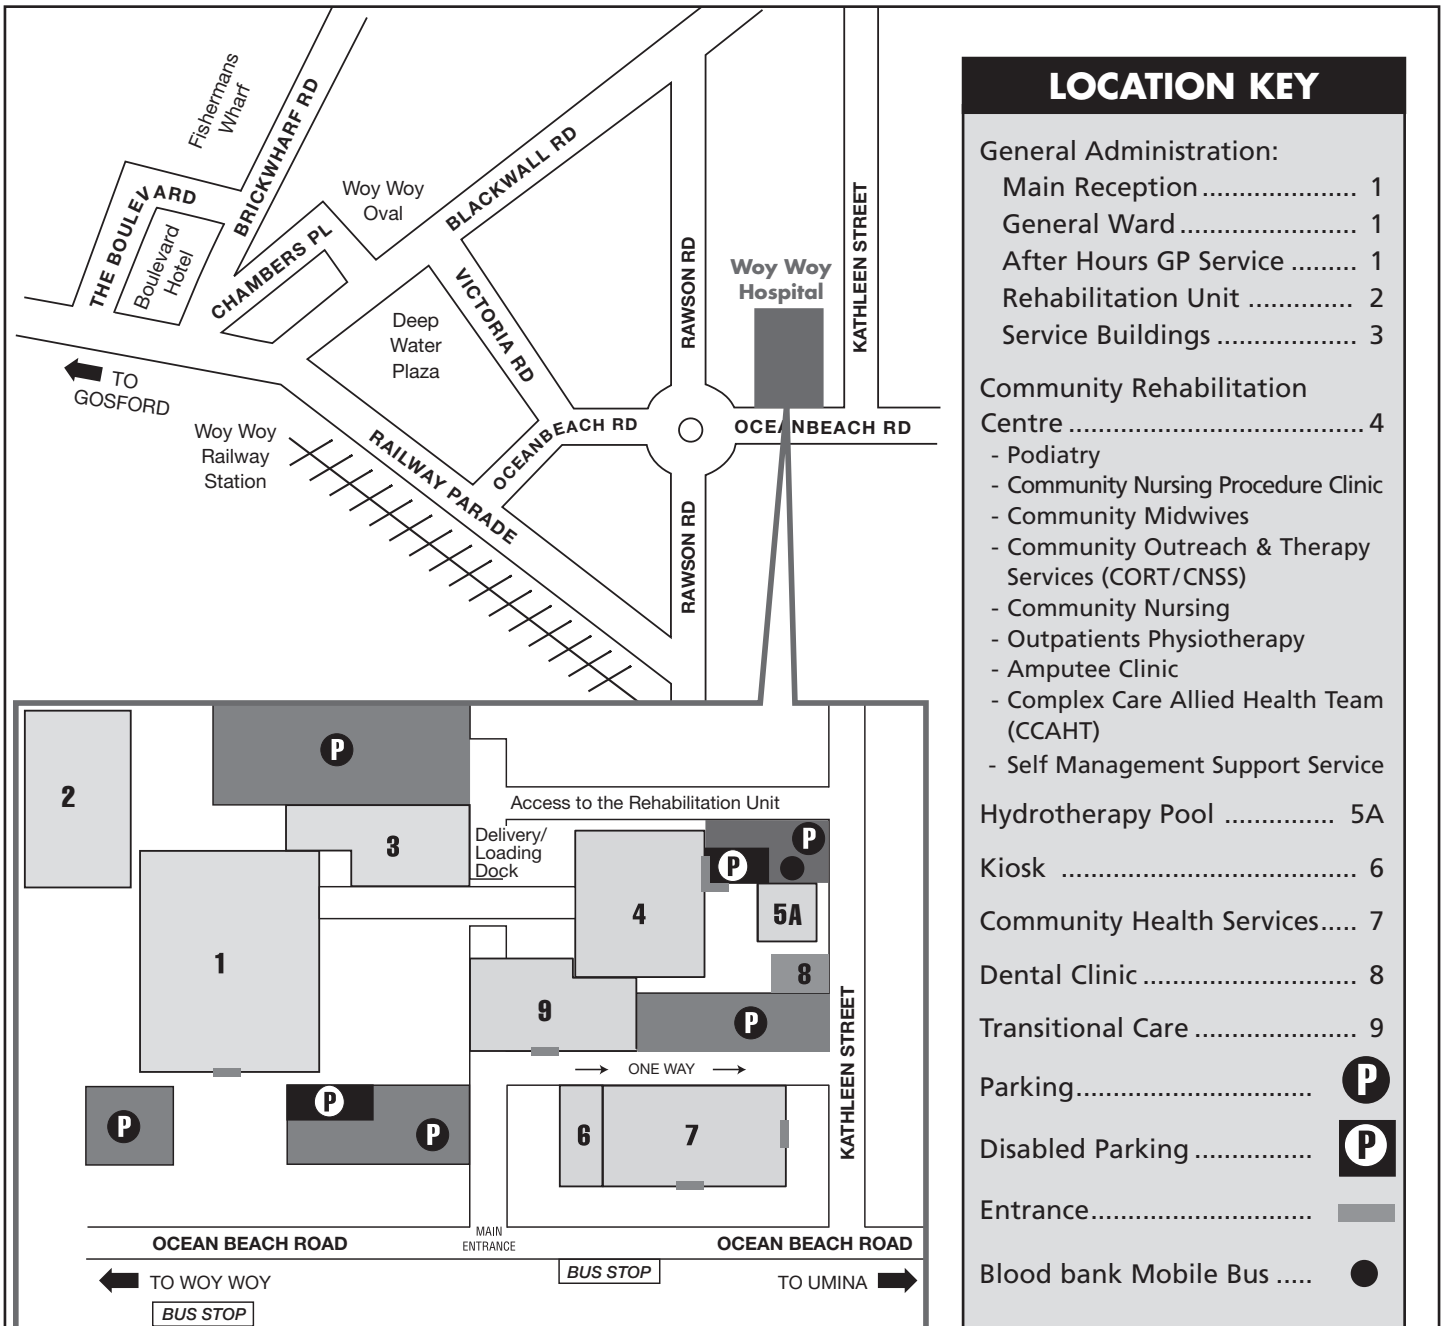 Fishermans
Wharf
BRICKWHARF RD
THE BOULEVARD
Boulevard
Hotel
CHAMBERS PL
Woy Woy
Oval
BLACKWALL RD
VICTORIA RD
Deep
Water
Plaza
RAWSON RD
Woy Woy
Hospital
KATHLEEN STREET
TO
GOSFORD
Woy Woy
Railway
Station
RAILWAY PARADE
OCEANBEACH RD
OCEANBEACH RD
RAWSON RD
2
P
Access to the Rehabilitation Unit
3
Delivery/
Loading
Dock
P
P
4
5A
1
8
9
P
KATHLEEN STREET
ONE WAY
P
P
P
6
7
MAIN
ENTRANCE
OCEAN BEACH ROAD
OCEAN BEACH ROAD
BUS STOP
TO WOY WOY
TO UMINA
BUS STOP
LOCATION KEY
General Administration:
Main Reception..................... 1
General Ward........................ 1
After Hours GP Service ......... 1
Rehabilitation Unit .............. 2
Service Buildings ................... 3
Community Rehabilitation
Centre ........................................ 4
- Podiatry
- Community Nursing Procedure Clinic
- Community Midwives
- Community Outreach & Therapy
Services (CORT/CNSS)
- Community Nursing
- Outpatients Physiotherapy
- Amputee Clinic
- Complex Care Allied Health Team
(CCAHT)
- Self Management Support Service
Hydrotherapy Pool ............... 5A
Kiosk ........................................ 6
Community Health Services..... 7
Dental Clinic ............................. 8
Transitional Care ...................... 9
Parking................................ P
Disabled Parking ................ P
Entrance..............................
Blood bank Mobile Bus .....